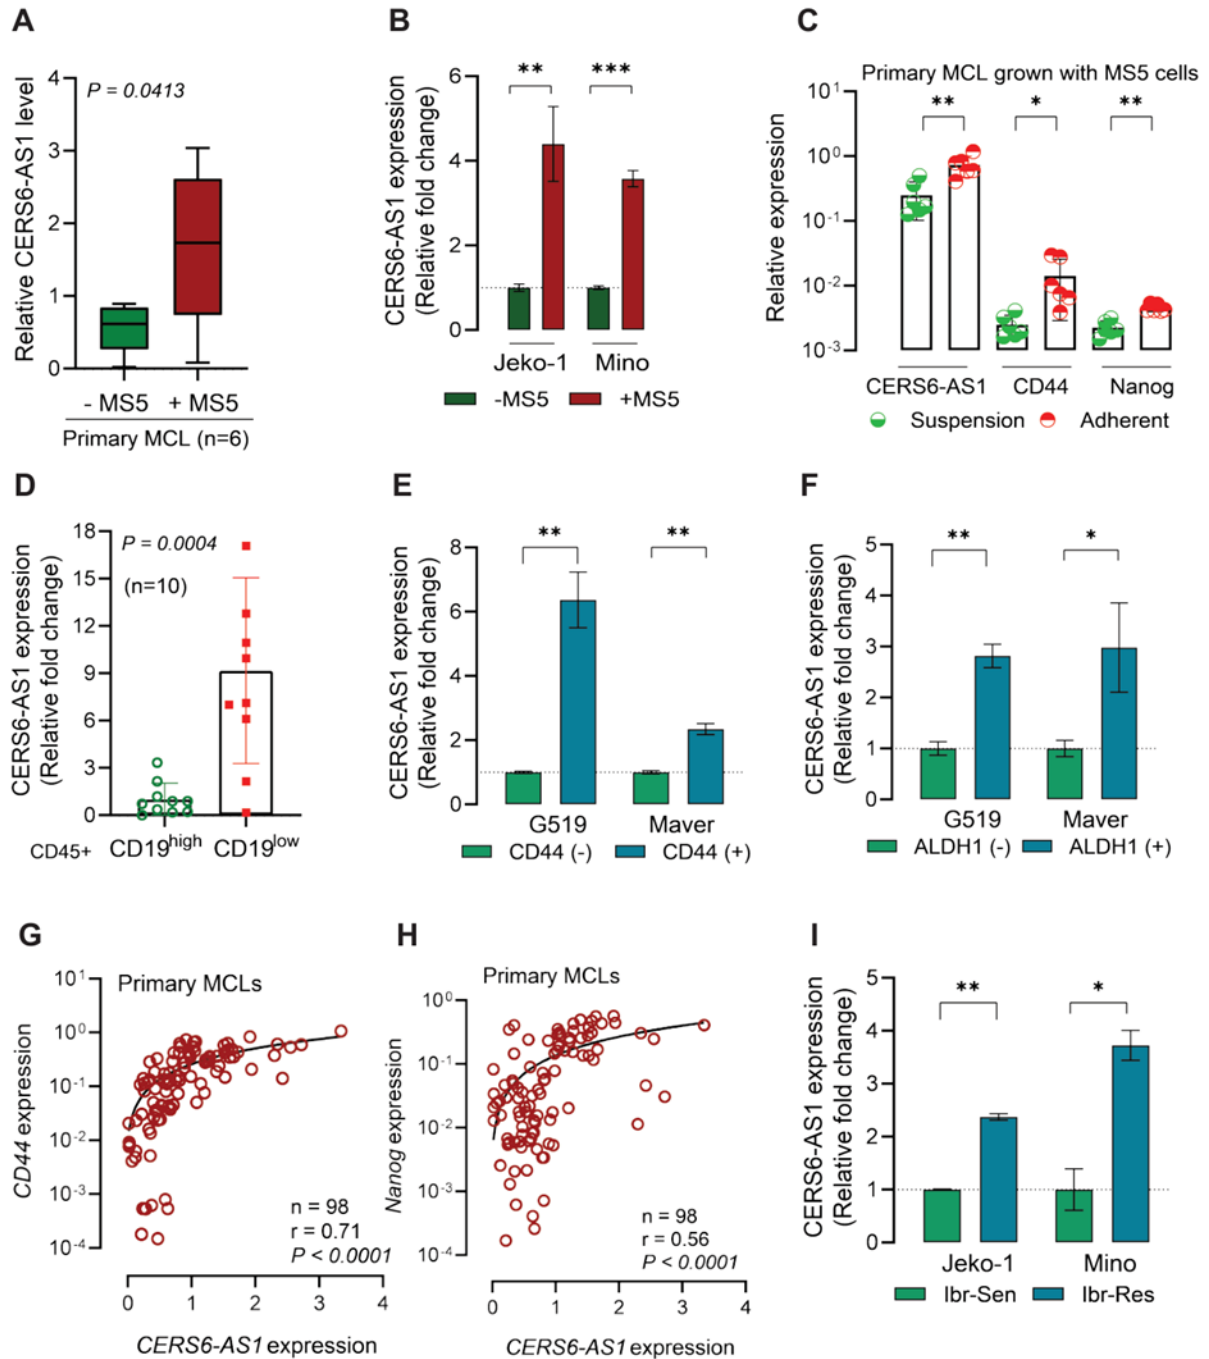 A
Relative CERS6-AS1 level
4
3
2
1
0
P = 0.0413
- MS5 + MS5
Primary MCL (n=6)
B
CERS6-AS1 expression
(Relative fold change)
6
4
2
0
** ***
Jeko-1 Mino
-MS5 +MS5
C
Primary MCL grown with MS5 cells
Relative expression
10¹
10⁰
10⁻¹
10⁻²
10⁻³
** * **
CERS6-AS1 CD44 Nanog
Suspension Adherent
D
CERS6-AS1 expression
(Relative fold change)
18
15
12
9
6
3
0
P = 0.0004
(n=10)
CD45+ CD19high CD19low
E
CERS6-AS1 expression
(Relative fold change)
8
6
4
2
0
** **
G519 Maver
CD44 (-) CD44 (+)
F
CERS6-AS1 expression
(Relative fold change)
5
4
3
2
1
0
** *
G519 Maver
ALDH1 (-) ALDH1 (+)
G
Primary MCLs
CD44 expression
10¹
10⁰
10⁻¹
10⁻²
10⁻³
10⁻⁴
n = 98
r = 0.71
P < 0.0001
0 1 2 3 4
CERS6-AS1 expression
H
Primary MCLs
Nanog expression
10⁰
10⁻¹
10⁻²
10⁻³
10⁻⁴
n = 98
r = 0.56
P < 0.0001
0 1 2 3 4
CERS6-AS1 expression
I
CERS6-AS1 expression
(Relative fold change)
5
4
3
2
1
0
** *
Jeko-1 Mino
Ibr-Sen Ibr-Res